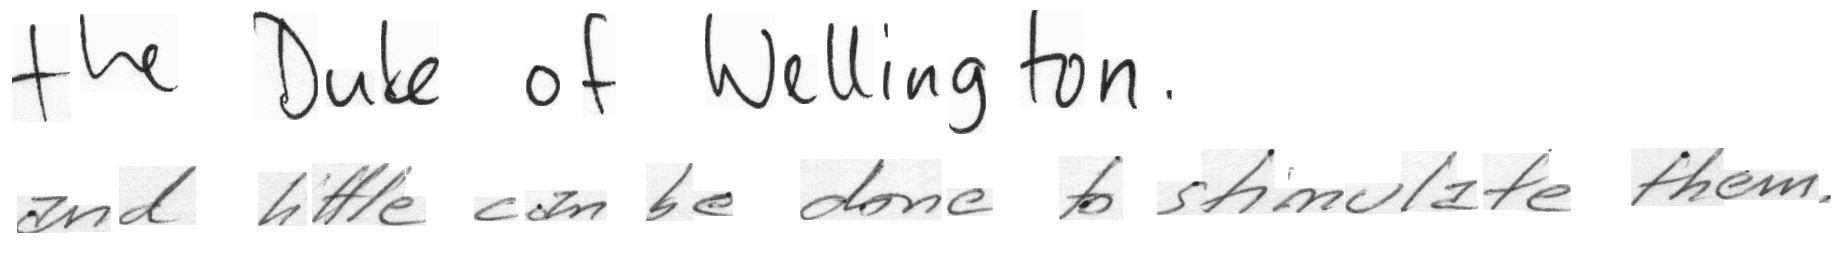 the Duke of Wellington.
and little can be done to stimulate them.